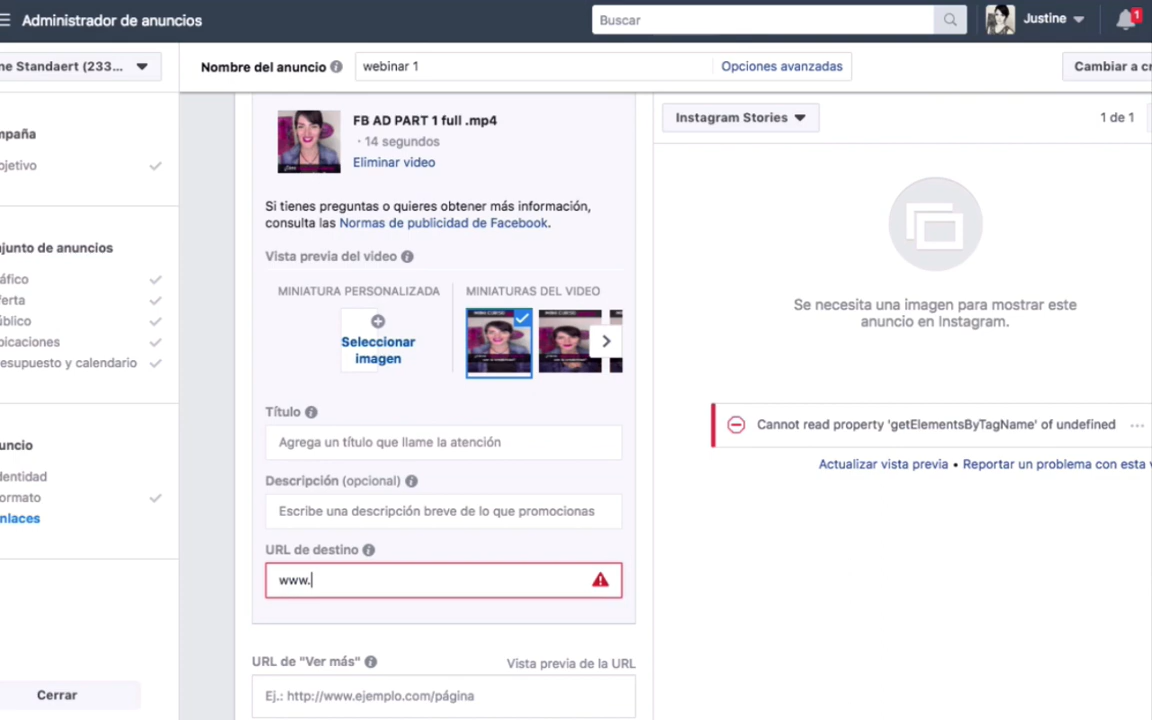 Administrador de anuncios
Buscar
Justine
1
ne Standaert (233...
Nombre del anuncio
webinar 1
Opciones avanzadas
Cambiar a cr
mpaña
ojetivo
njunto de anuncios
áfico
ferta
úblico
bicaciones
resupuesto y calendario
uncio
dentidad
ormato
nlaces
Cerrar
FB AD PART 1 full .mp4
· 14 segundos
Eliminar video
Si tienes preguntas o quieres obtener más información,
consulta las Normas de publicidad de Facebook.
Vista previa del video
MINIATURA PERSONALIZADA
MINIATURAS DEL VIDEO
Seleccionar
imagen
Título
Agrega un título que llame la atención
Descripción (opcional)
Escribe una descripción breve de lo que promocionas
URL de destino
www.
URL de "Ver más"
Vista previa de la URL
Ej.: http://www.ejemplo.com/página
Instagram Stories
1 de 1
Se necesita una imagen para mostrar este
anuncio en Instagram.
Cannot read property 'getElementsByTagName' of undefined
Actualizar vista previa • Reportar un problema con esta v